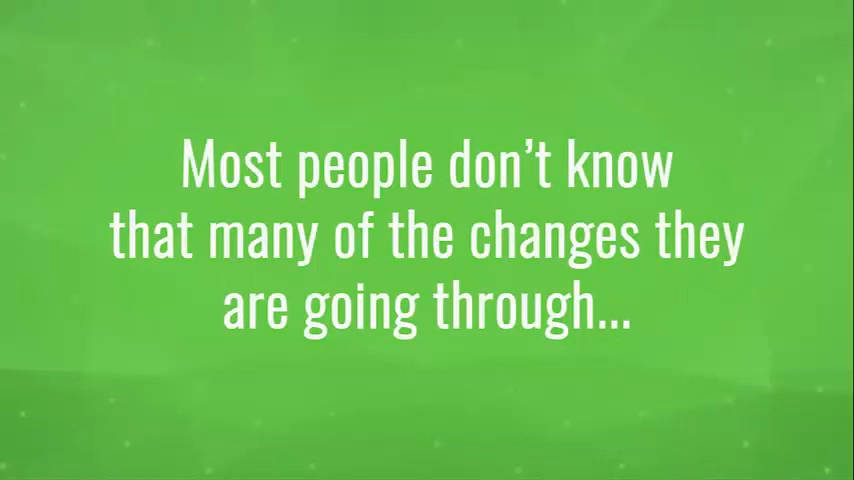 Most people don’t know
that many of the changes they
are going through...